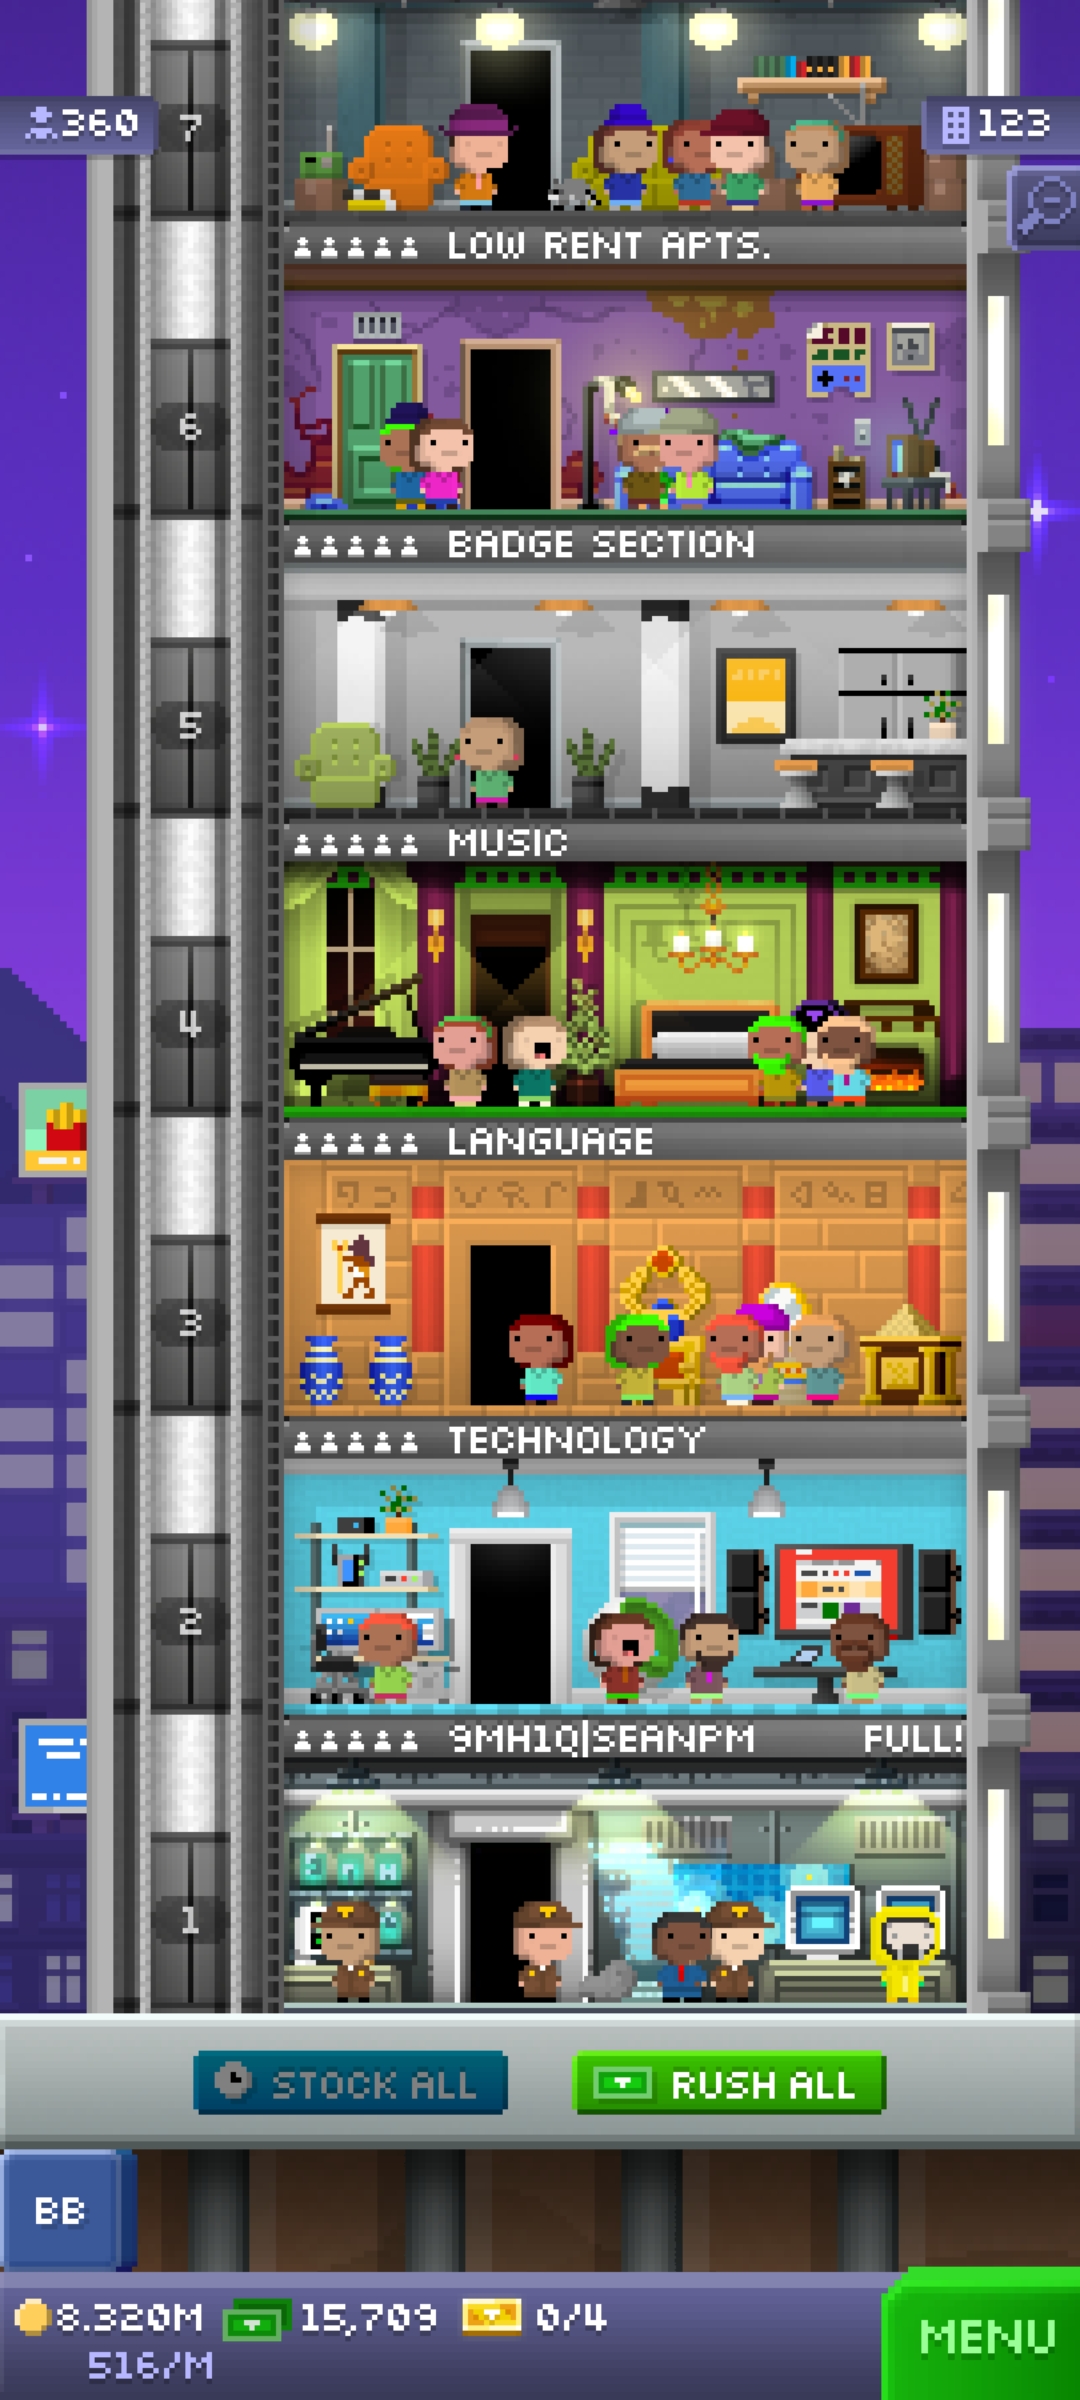 360
123
7
LOW RENT APTS.
6
BADGE SECTION
5
MUSIC
4
LANGUAGE
3
TECHNOLOGY
2
9MH1Q|SEANPM FULL!
1
STOCK ALL
RUSH ALL
BB
8.320M 15,709 0/4
516/M
MENU